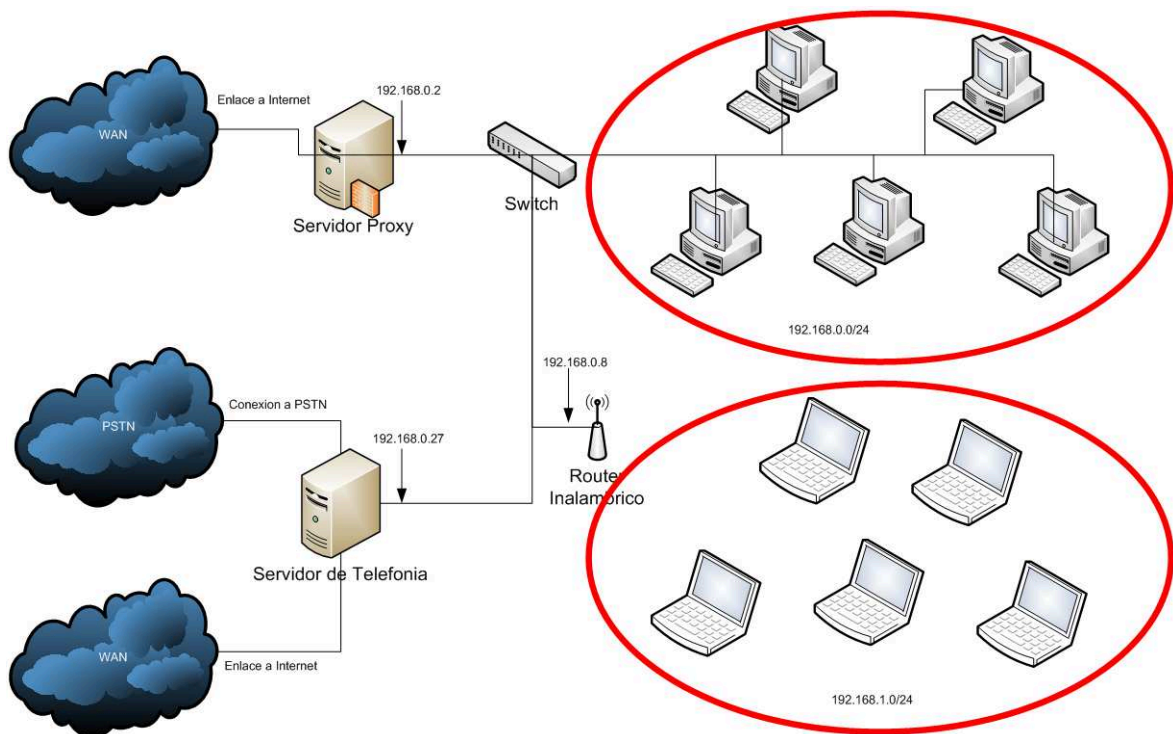 Enlace a Internet
192.168.0.2
WAN
Servidor Proxy
Switch
192.168.0.0/24
192.168.0.8
Conexion a PSTN
PSTN
192.168.0.27
Router
Inalambrico
Servidor de Telefonia
WAN
Enlace a Internet
192.168.1.0/24